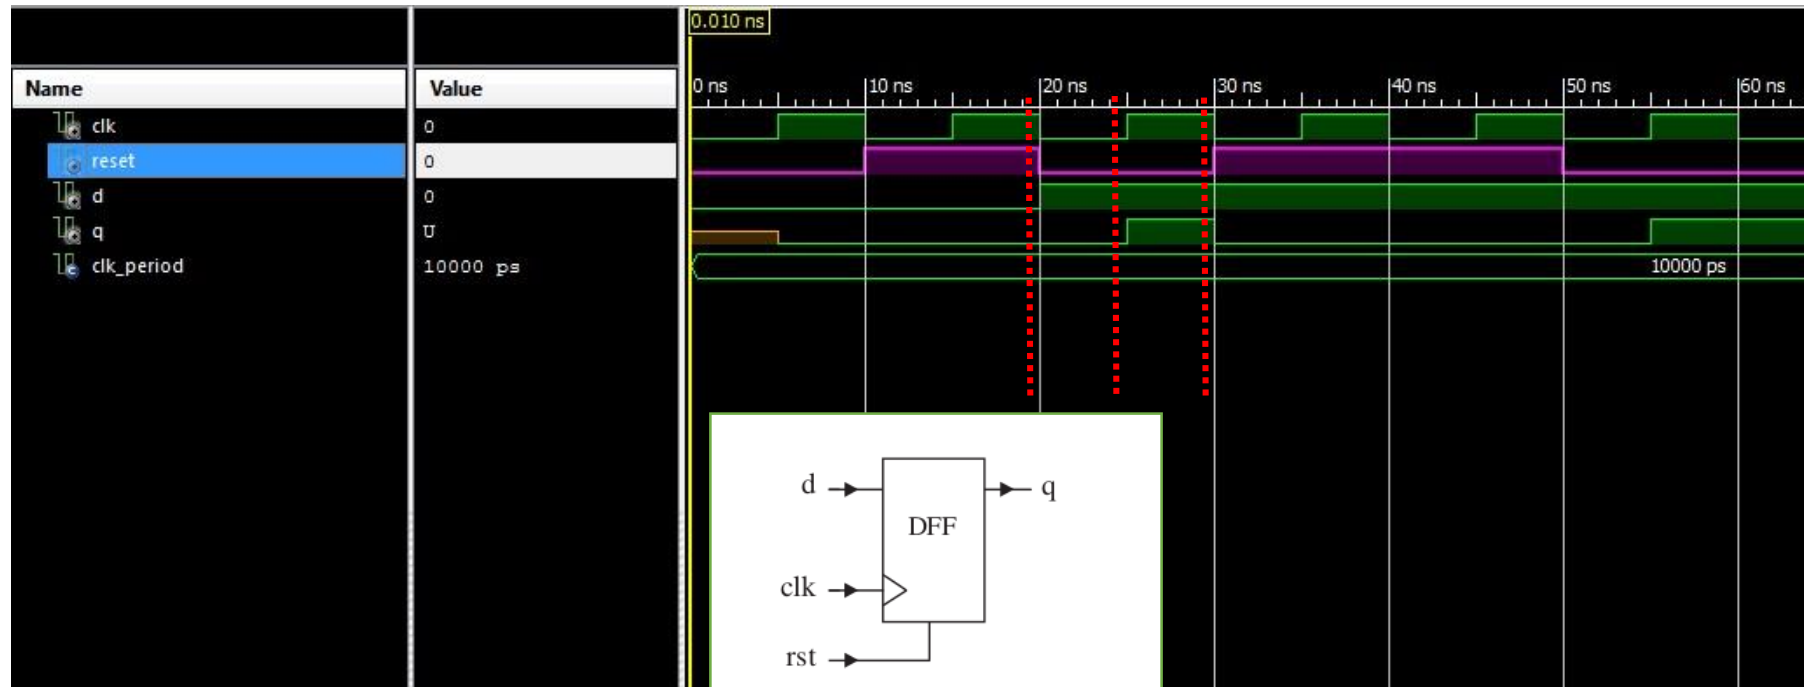 0.010 ns
Name Value 0 ns 10 ns 20 ns 30 ns 40 ns 50 ns 60 ns
clk 0
reset 0
d 0
q U
clk_period 10000 ps 10000 ps
d q
DFF
clk
rst